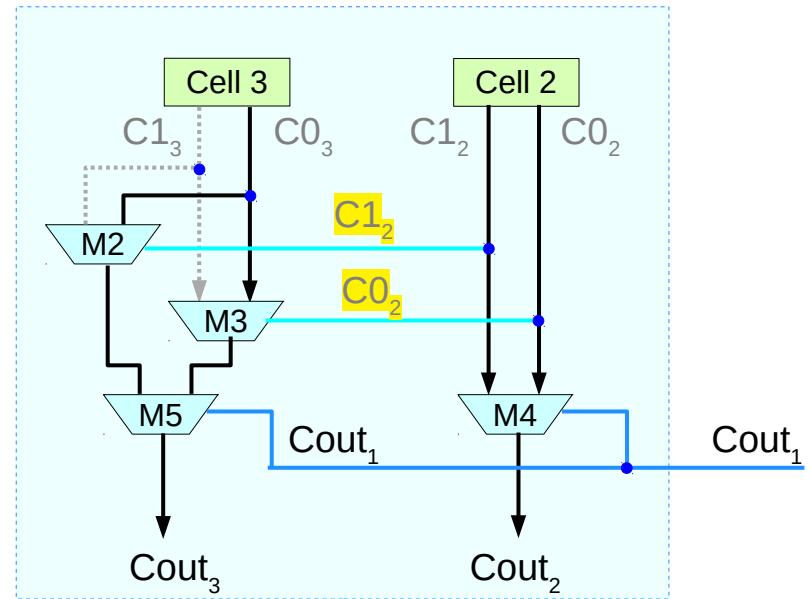 Cell 3
Cell 2
C1₃
C0₃
C1₂
C0₂
C1₂
M2
C0₂
M3
M5
M4
Cout₁
Cout₁
Cout₃
Cout₂